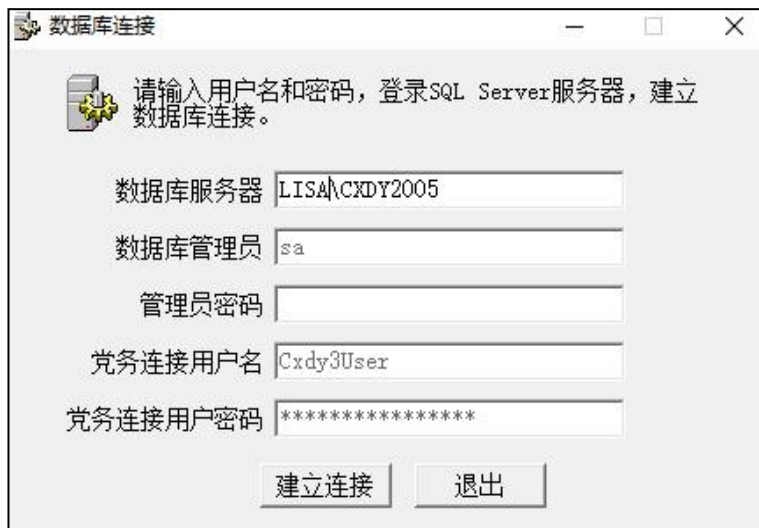 数据库连接
请输入用户名和密码，登录SQL Server服务器，建立
数据库连接。
数据库服务器 LISA\CXDY2005
数据库管理员 sa
管理员密码
党务连接用户名 Cxdy3User
党务连接用户密码 ****************
建立连接 退出